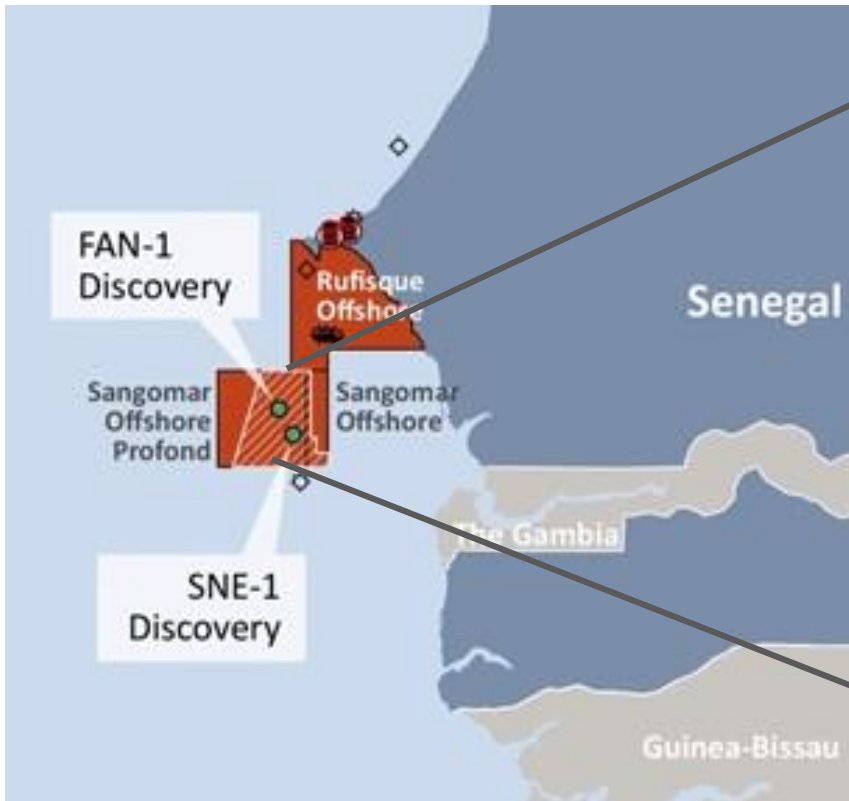 FAN-1
Discovery
Rufisque
Offshore
Senegal
Sangomar
Offshore
Profond
Sangomar
Offshore
The Gambia
SNE-1
Discovery
Guinea-Bissau